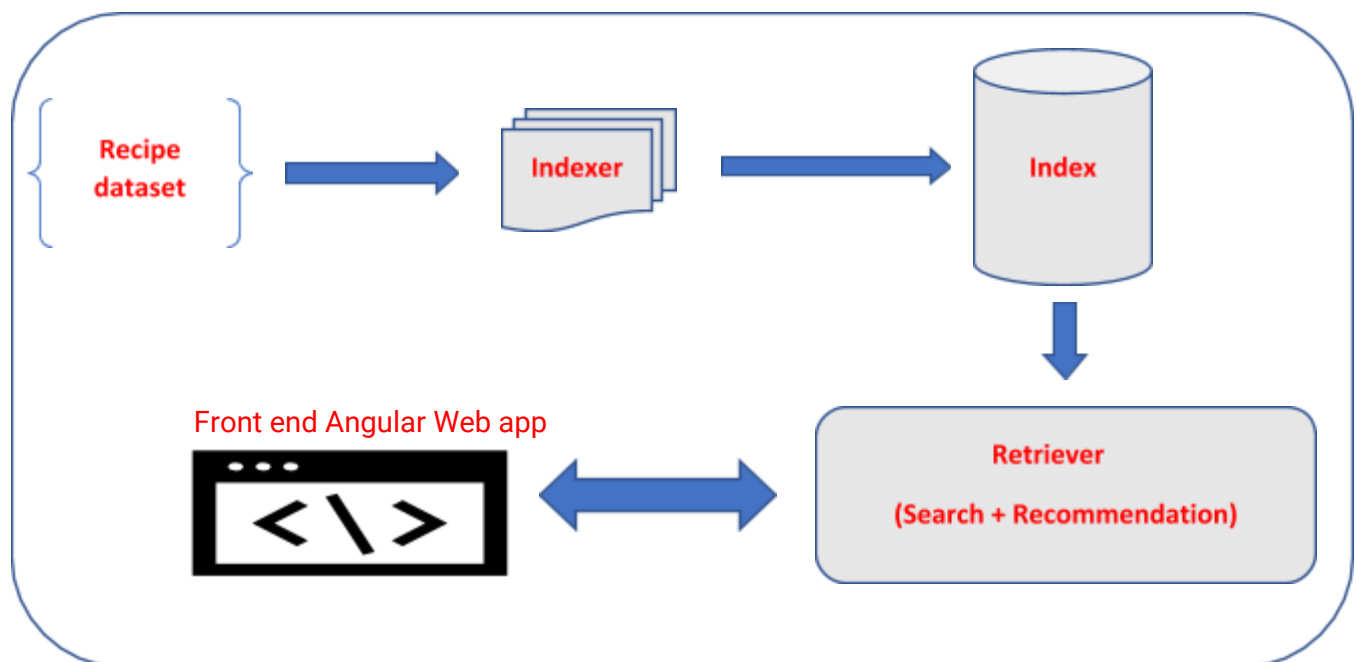 Recipe
dataset
Indexer
Index
Front end Angular Web app
<\>
Retriever
(Search + Recommendation)